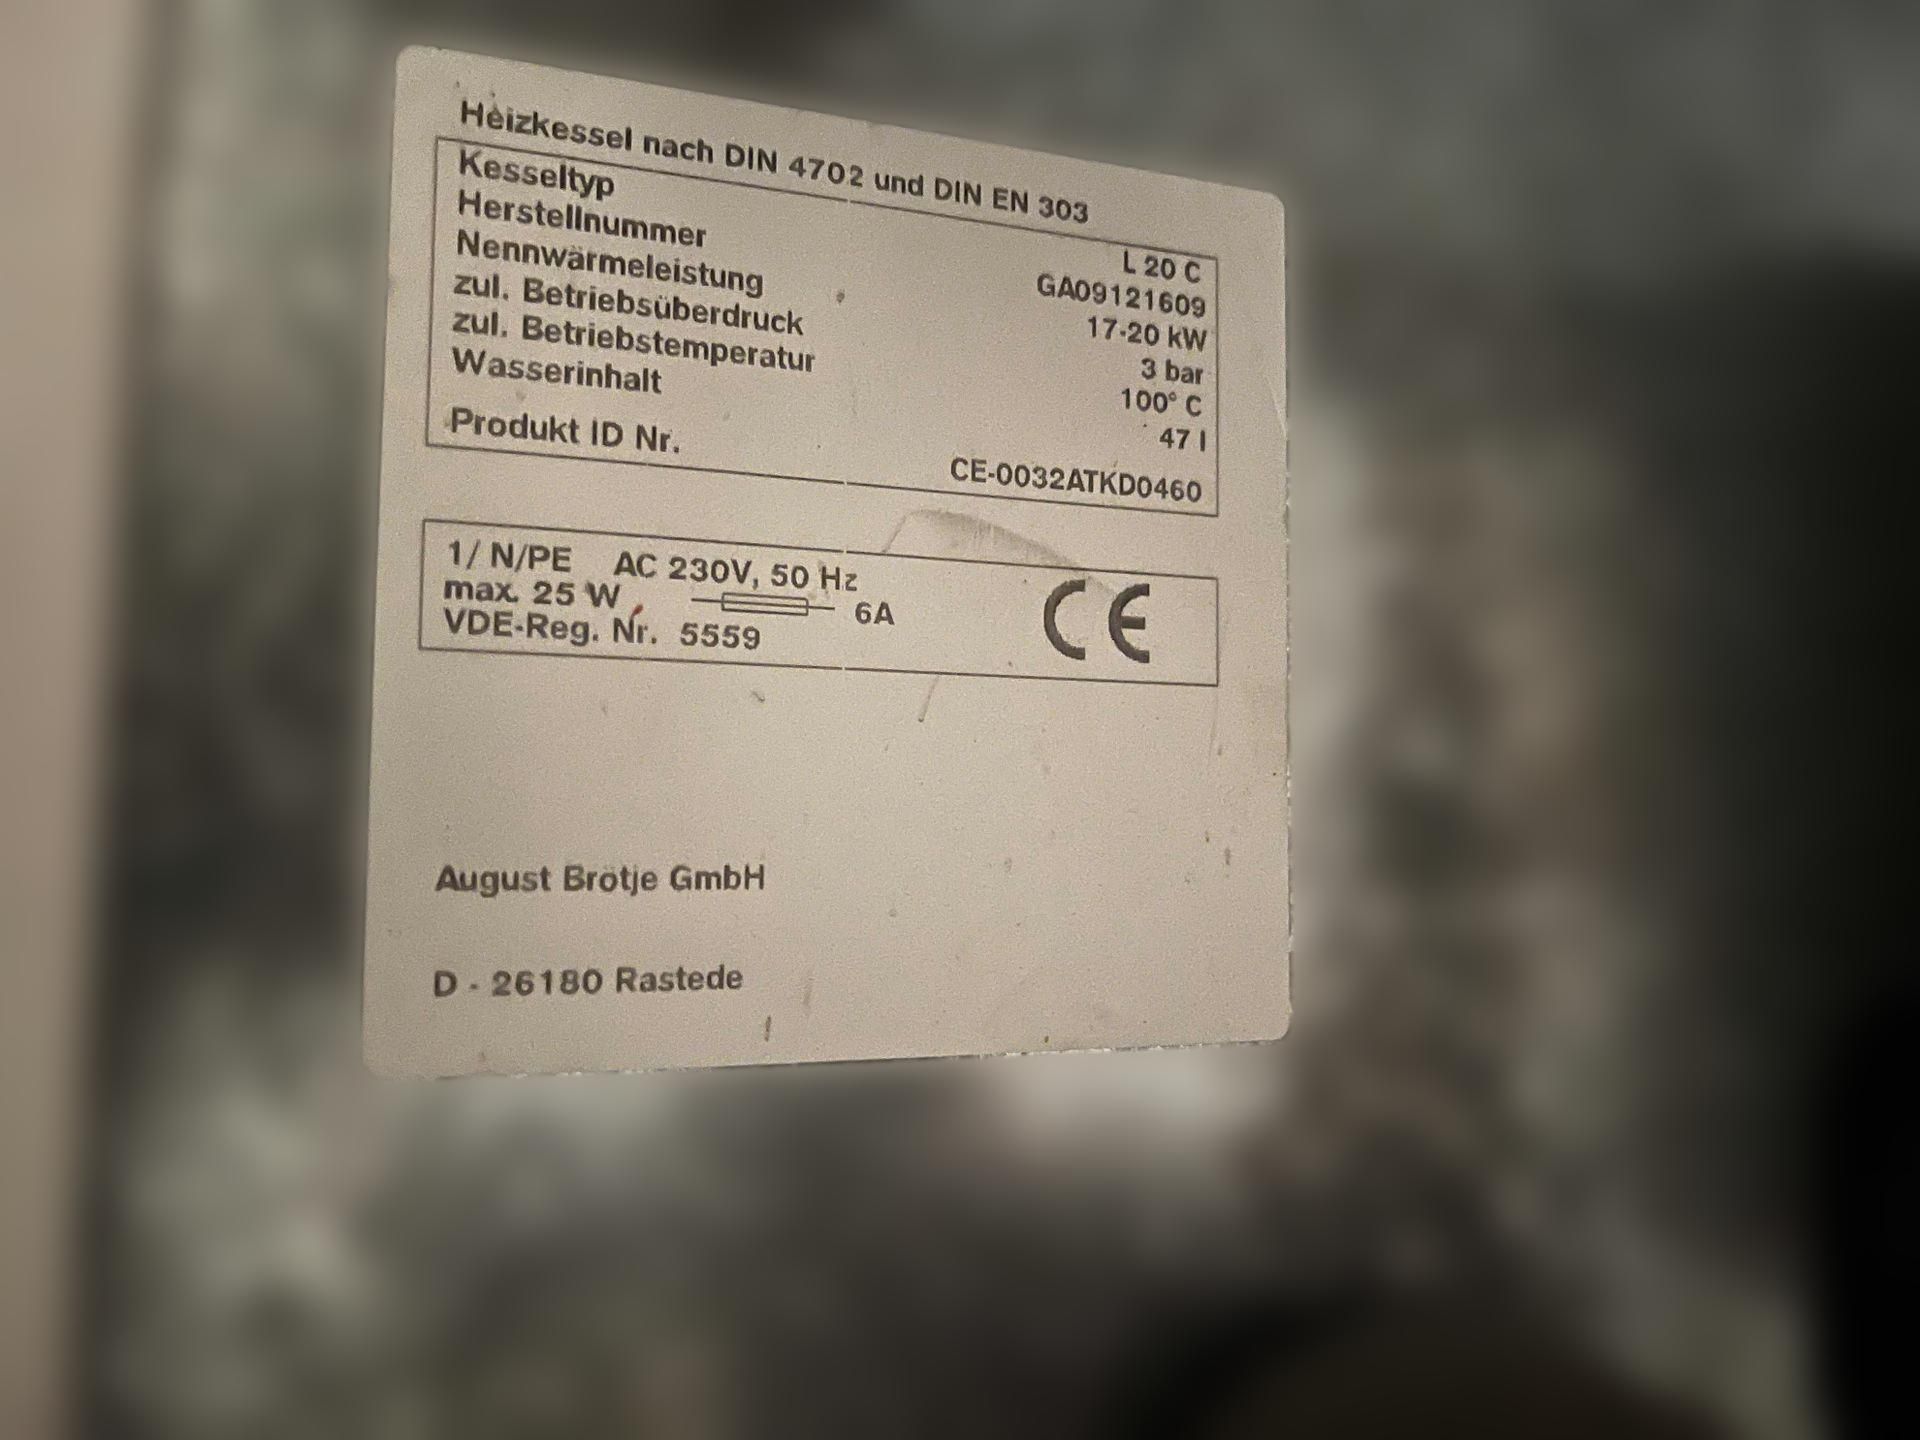 Heizkessel nach DIN 4702 und DIN EN 303
Kesseltyp L 20 C
Herstellnummer GA09121609
Nennwärmeleistung 17-20 kW
zul. Betriebsüberdruck 3 bar
zul. Betriebstemperatur 100° C
Wasserinhalt 47 l
Produkt ID Nr. CE-0032ATKD0460
1/ N/PE AC 230V, 50 Hz
max. 25 W 6A
VDE-Reg. Nr. 5559
CE
August Brötje GmbH
D - 26180 Rastede